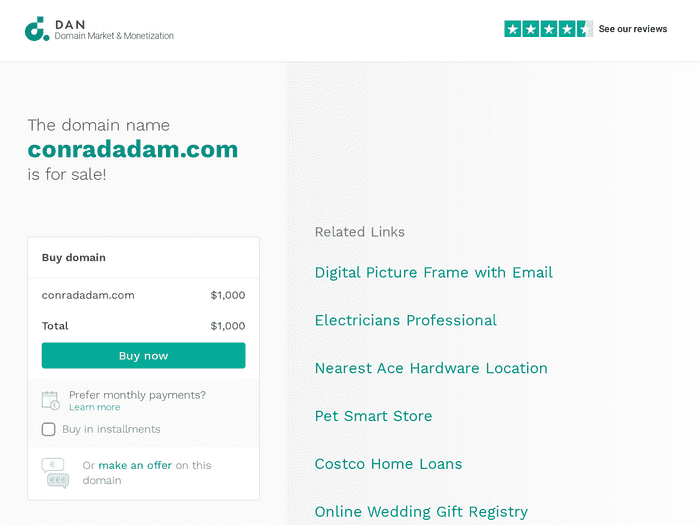 DAN
Domain Market & Monetization
See our reviews
The domain name
conradadam.com
is for sale!
Buy domain
conradadam.com $1,000
Total $1,000
Buy now
Prefer monthly payments?
Learn more
Buy in installments
Or make an offer on this
domain
Related Links
Digital Picture Frame with Email
Electricians Professional
Nearest Ace Hardware Location
Pet Smart Store
Costco Home Loans
Online Wedding Gift Registry